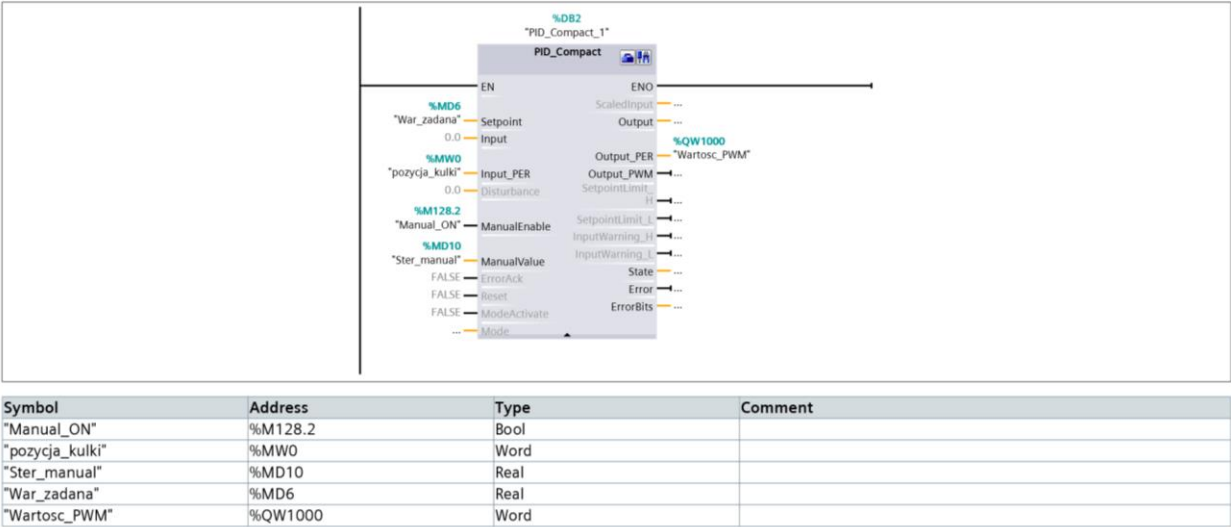 %DB2
"PID_Compact_1"
PID_Compact
EN ENO
%MD6 ScaledInput ...
"War_zadana" Setpoint Output ...
0.0 Input %QW1000
%MW0 Output_PER "Wartosc_PWM"
"pozycja_kulki" Input_PER Output_PWM ...
0.0 Disturbance SetpointLimit_
H ...
%M128.2 SetpointLimit_L ...
"Manual_ON" ManualEnable InputWarning_H ...
%MD10 InputWarning_L ...
"Ster_manual" ManualValue State ...
FALSE ErrorAck Error ...
FALSE Reset ErrorBits ...
FALSE ModeActivate
... Mode
Symbol Address Type Comment
"Manual_ON" %M128.2 Bool
"pozycja_kulki" %MW0 Word
"Ster_manual" %MD10 Real
"War_zadana" %MD6 Real
"Wartosc_PWM" %QW1000 Word